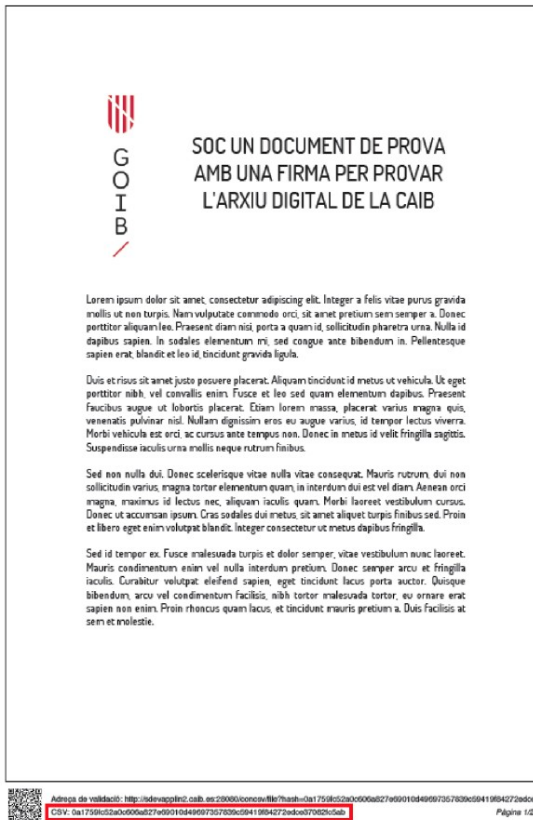 G
O
I
B
SOC UN DOCUMENT DE PROVA
AMB UNA FIRMA PER PROVAR
L'ARXIU DIGITAL DE LA CAIB
Lorem ipsum dolor sit amet, consectetur adipiscing elit. Integer a felis vitae purus gravida
mollis ut non turpis. Nam vulputate commodo orci, sit amet pretium sem semper a. Donec
porttitor aliquam leo. Praesent diam nisi, porta a quam id, sollicitudin pharetra urna. Nulla id
dapibus sapien. In sodales elementum mi, sed congue ante bibendum in. Pellentesque
sapien erat, blandit et leo id, tincidunt gravida ligula.
Duis et risus sit amet justo posuere placerat. Aliquam tincidunt id metus ut vehicula. Ut eget
porttitor nibh, vel convallis enim. Fusce et leo sed quam elementum dapibus. Praesent
faucibus augue ut lobortis placerat. Etiam lorem massa, placerat varius magna quis,
venenatis pulvinar nisl. Nullam dignissim eros eu augue varius, id tempor lectus viverra.
Morbi vehicula est orci, ac cursus ante tempus non. Donec in metus id velit fringilla sagittis.
Suspendisse iaculis urna mollis neque rutrum finibus.
Sed non nulla dui. Donec scelerisque vitae nulla vitae consequat. Mauris rutrum, dui non
sollicitudin varius, magna tortor elementum quam, in interdum dui est vel diam. Aenean orci
magna, maximus id lectus nec, aliquam iaculis quam. Morbi laoreet vestibulum cursus.
Donec ut accumsan ipsum. Cras sodales dui metus, sit amet aliquet turpis finibus sed. Proin
et libero eget enim volutpat blandit. Integer consectetur ut metus dapibus fringilla.
Sed id tempor ex. Fusce malesuada turpis et dolor semper, vitae vestibulum nunc laoreet.
Mauris condimentum enim vel nulla interdum pretium. Donec semper arcu et fringilla
iaculis. Curabitur volutpat eleifend sapien, eget tincidunt lacus porta auctor. Quisque
bibendum, arcu vel condimentum facilisis, nibh tortor malesuada tortor, eu ornare erat
sapien non enim. Proin rhoncus quam lacus, et tincidunt mauris pretium a. Duis facilisis at
sem et molestie.
Adreça de validació:
CSV:
Página 1/2